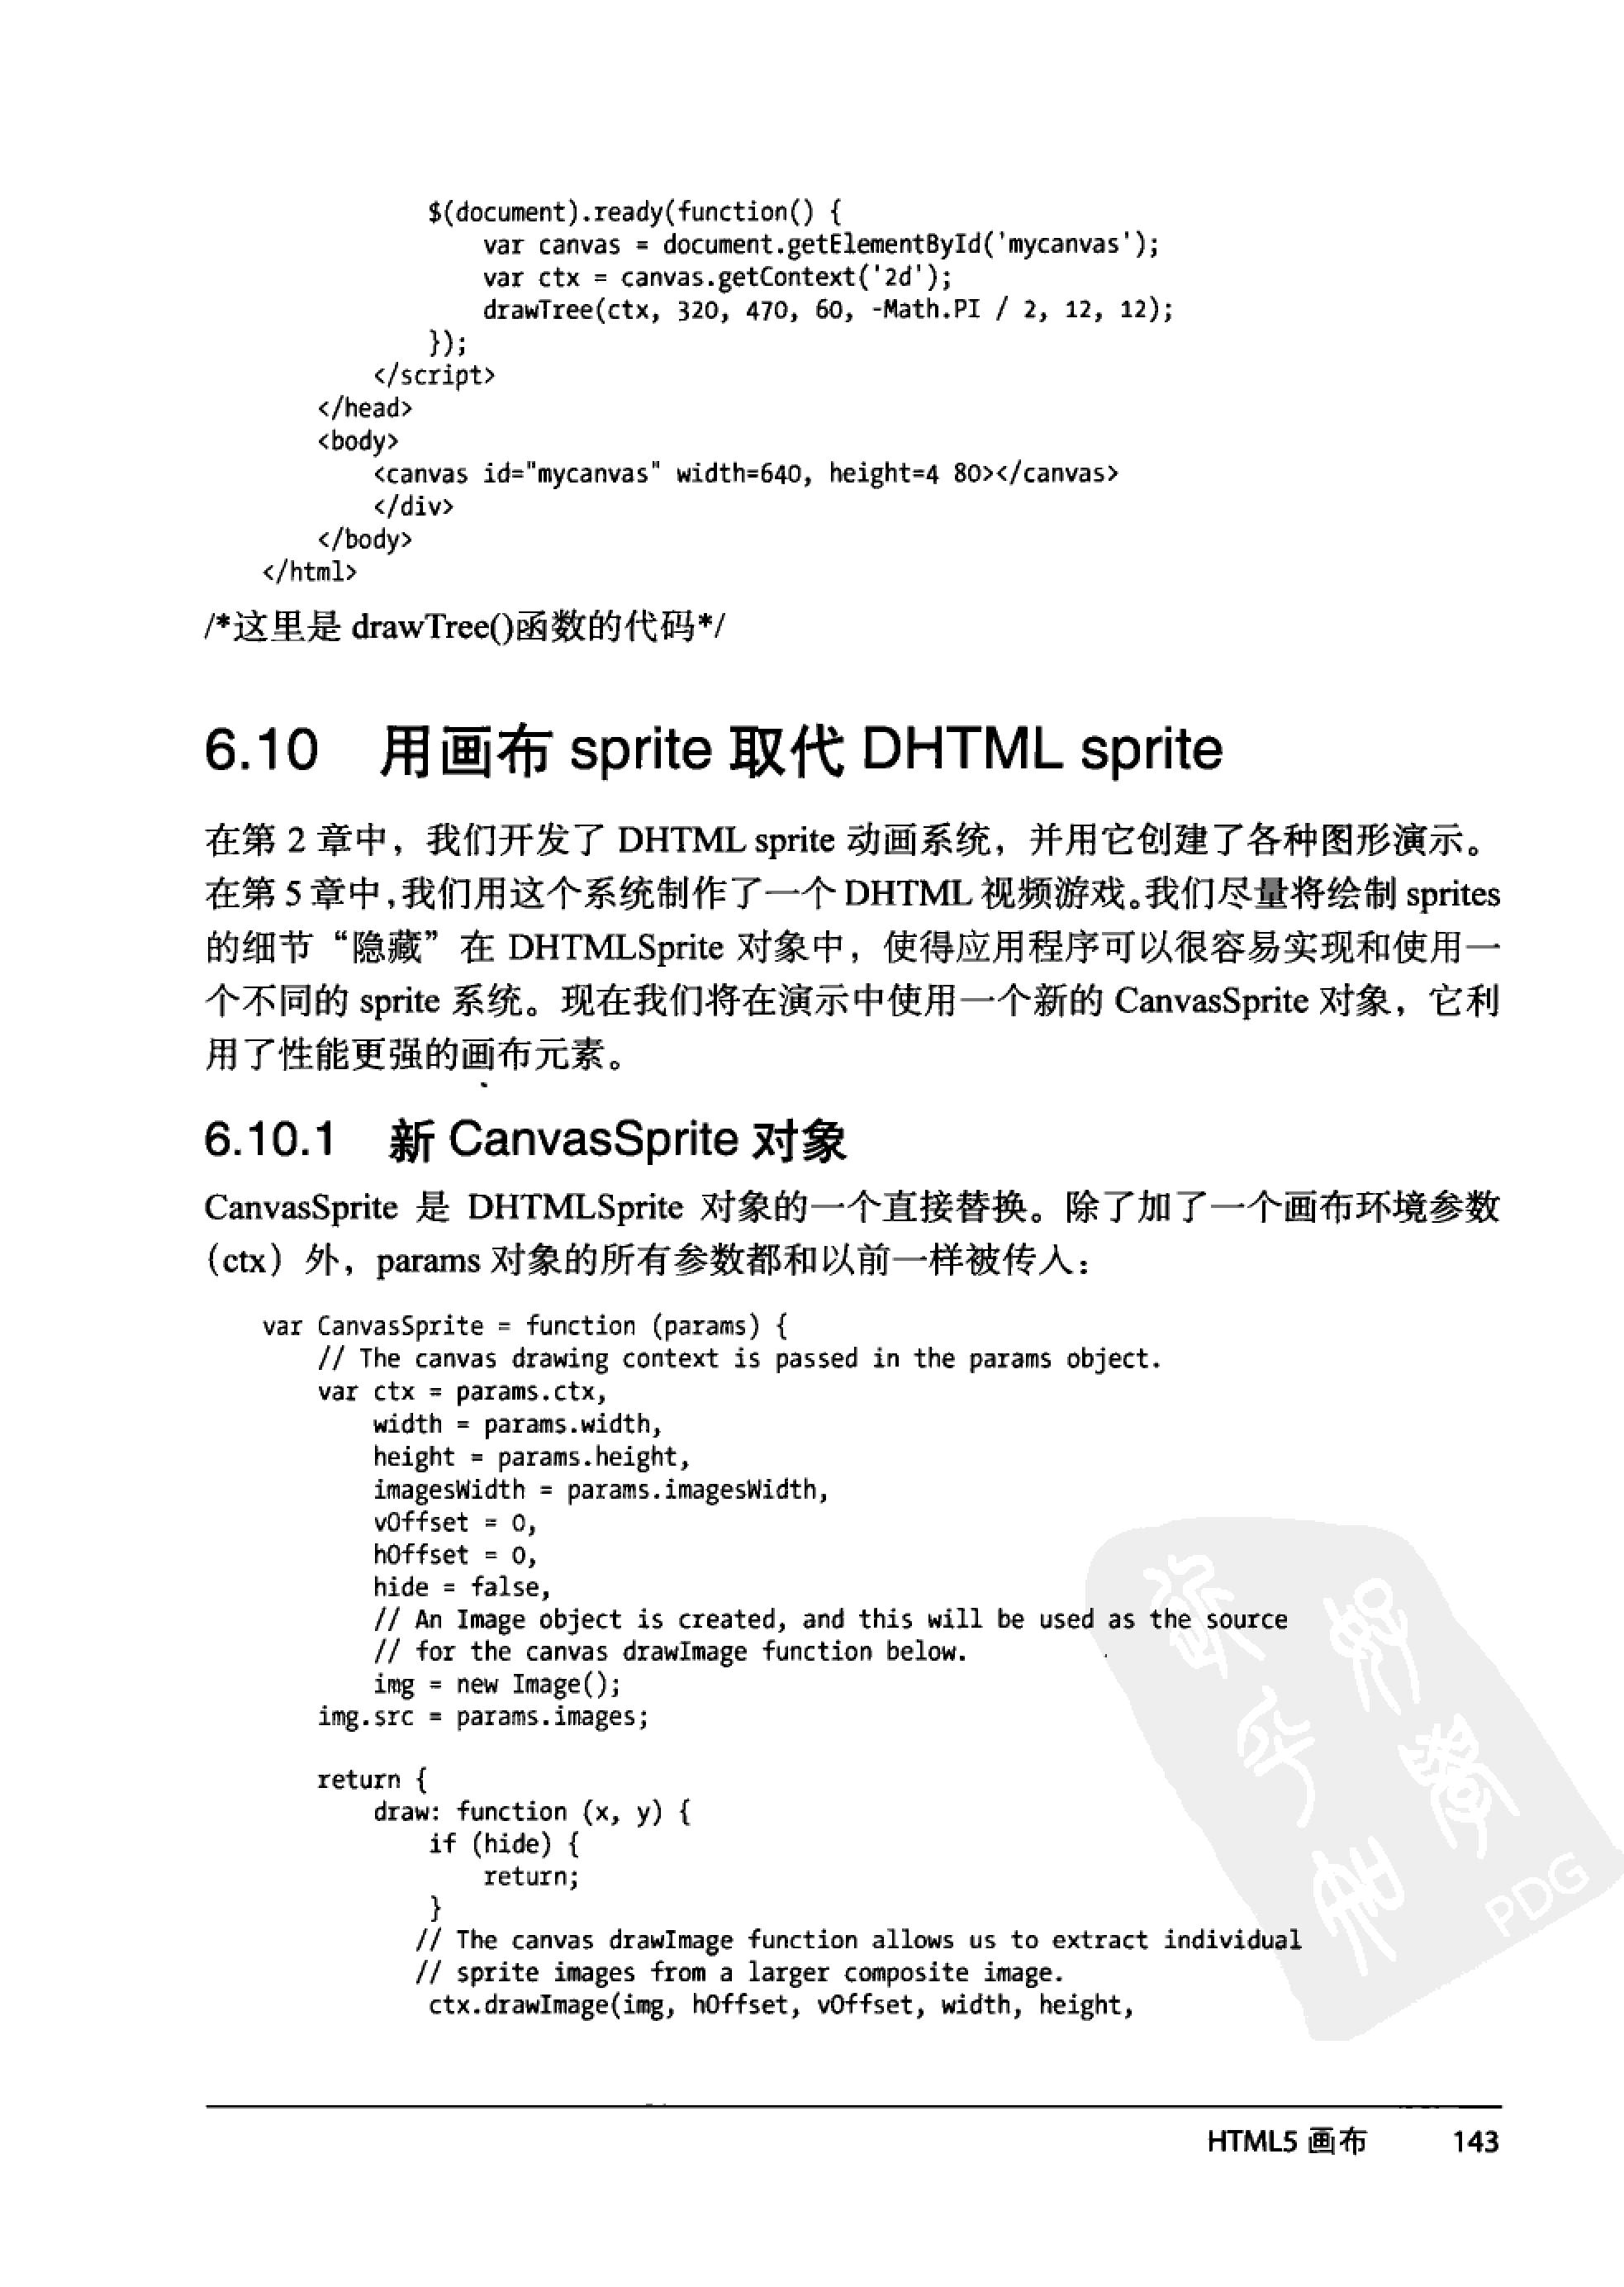 $(document).ready(function() {
var canvas = document.getElementById('mycanvas');
var ctx = canvas.getContext('2d');
drawTree(ctx, 320, 470, 60, -Math.PI / 2, 12, 12);
});
</script>
</head>
<body>
<canvas id="mycanvas" width=640, height=4 80></canvas>
</div>
</body>
</html>
/*这里是 drawTree()函数的代码*/
6.10 用画布 sprite 取代 DHTML sprite
在第 2 章中，我们开发了 DHTML sprite 动画系统，并用它创建了各种图形演示。
在第 5 章中，我们用这个系统制作了一个 DHTML 视频游戏。我们尽量将绘制 sprites
的细节“隐藏”在 DHTMLSprite 对象中，使得应用程序可以很容易实现和使用一
个不同的 sprite 系统。现在我们将在演示中使用一个新的 CanvasSprite 对象，它利
用了性能更强的画布元素。
6.10.1 新 CanvasSprite 对象
CanvasSprite 是 DHTMLSprite 对象的一个直接替换。除了加了一个画布环境参数
（ctx）外，params 对象的所有参数都和以前一样被传入：
var CanvasSprite = function (params) {
// The canvas drawing context is passed in the params object.
var ctx = params.ctx,
width = params.width,
height = params.height,
imagesWidth = params.imagesWidth,
vOffset = 0,
hOffset = 0,
hide = false,
// An Image object is created, and this will be used as the source
// for the canvas drawImage function below.
img = new Image();
img.src = params.images;
return {
draw: function (x, y) {
if (hide) {
return;
}
// The canvas drawImage function allows us to extract individual
// sprite images from a larger composite image.
ctx.drawImage(img, hOffset, vOffset, width, height,
PDG
HTML5 画布 143